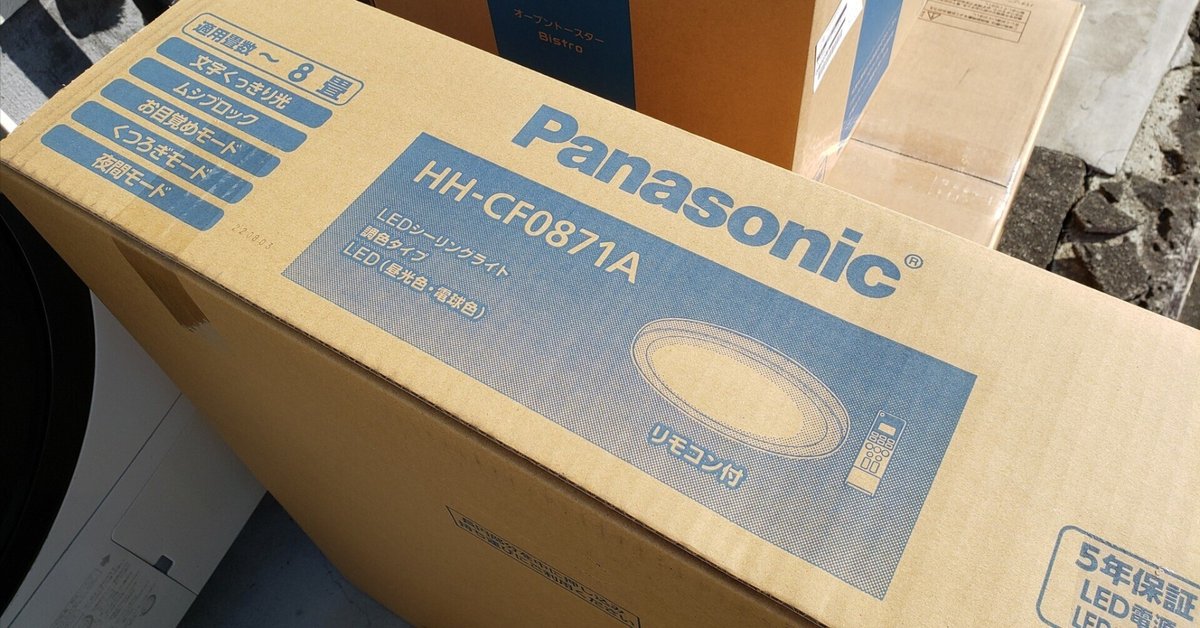 オーブントースター
Bistro
適用畳数～8畳
文字くっきり光
ムシブロック
お目覚めモード
くつろぎモード
夜間モード
220803
Panasonic®
HH-CF0871A
LEDシーリングライト
調色タイプ
LED（昼光色・電球色）
リモコン付
5年保証
LED電源
LED